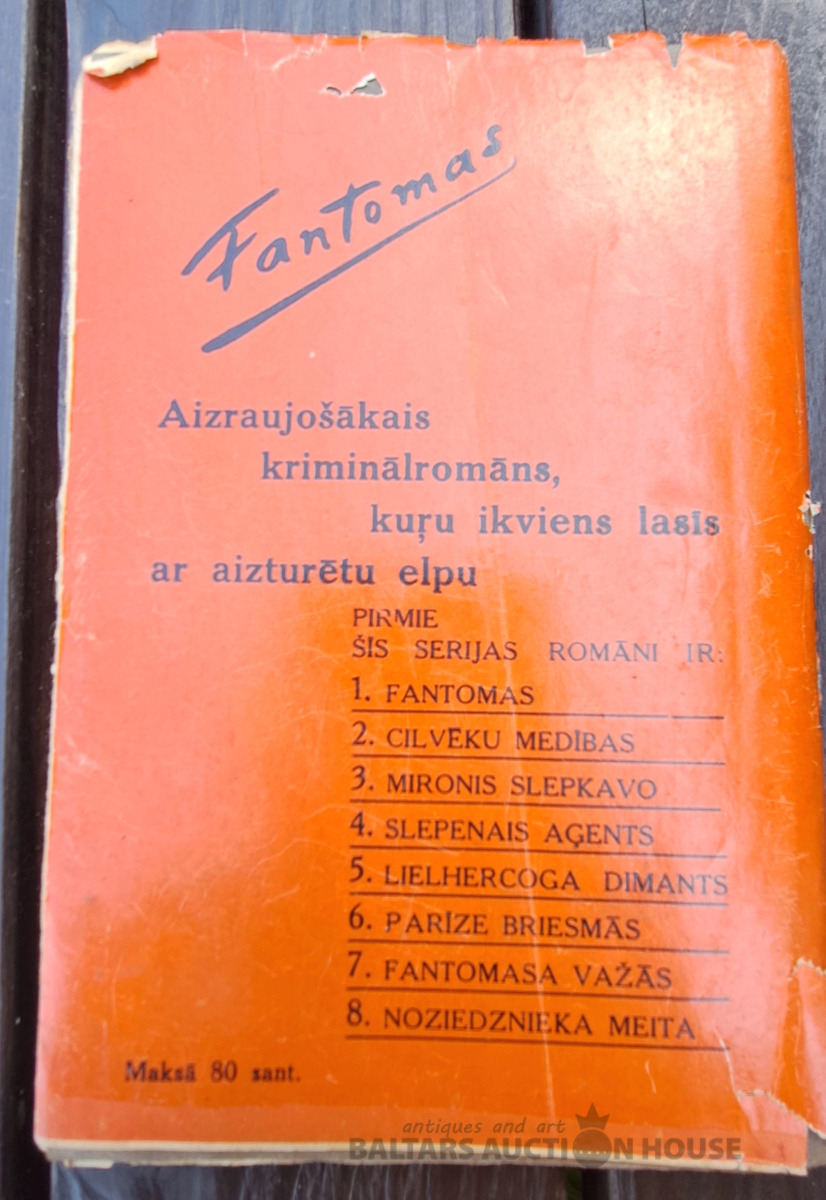 Fantomas
Aizraujošākais
kriminālromāns,
kuŗu ikviens lasīs
ar aizturētu elpu
PIRMIE
ŠĪS SERIJAS ROMĀNI IR:
1. FANTOMAS
2. CILVĒKU MEDĪBAS
3. MIRONIS SLEPKAVO
4. SLEPENAIS AĢENTS
5. LIELHERCOGA DIMANTS
6. PARĪZE BRIESMĀS
7. FANTOMASA VAŽĀS
8. NOZIEDZNIEKA MEITA
Maksā 80 sant.
antiques and art
BALTARS AUCTION HOUSE